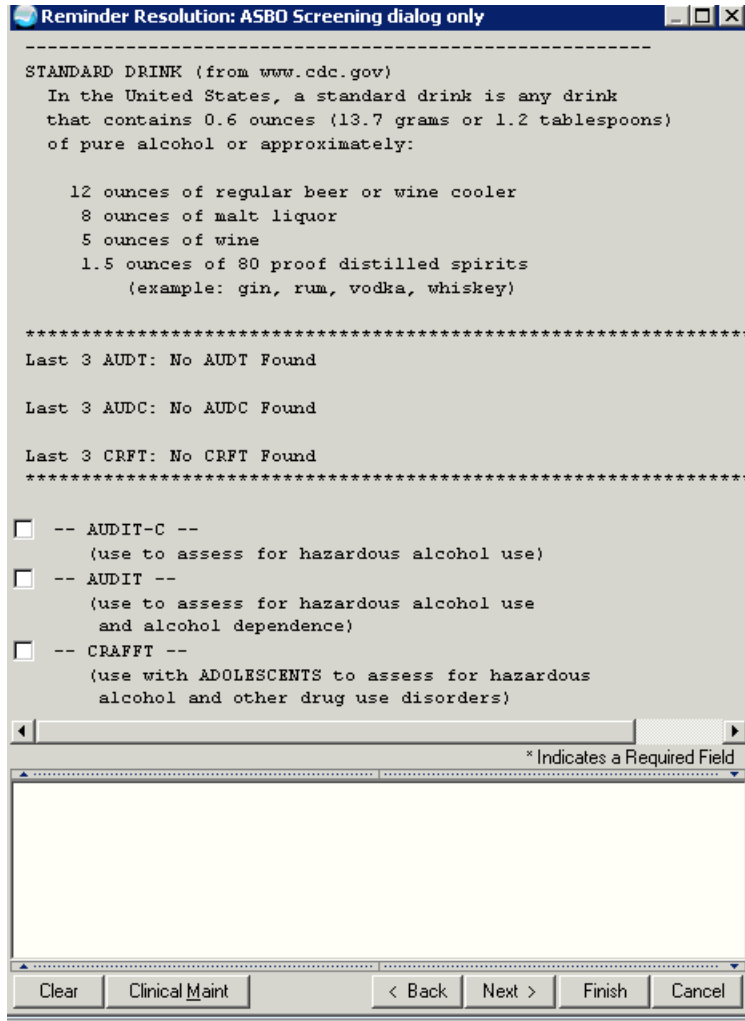 Reminder Resolution: ASBO Screening dialog only
--------------------------------------------------------
STANDARD DRINK (from www.cdc.gov)
In the United States, a standard drink is any drink
that contains 0.6 ounces (13.7 grams or 1.2 tablespoons)
of pure alcohol or approximately:
12 ounces of regular beer or wine cooler
8 ounces of malt liquor
5 ounces of wine
1.5 ounces of 80 proof distilled spirits
(example: gin, rum, vodka, whiskey)
****************************************************************
Last 3 AUDT: No AUDT Found
Last 3 AUDC: No AUDC Found
Last 3 CRFT: No CRFT Found
****************************************************************
-- AUDIT-C --
(use to assess for hazardous alcohol use)
-- AUDIT --
(use to assess for hazardous alcohol use
and alcohol dependence)
-- CRAFFT --
(use with ADOLESCENTS to assess for hazardous
alcohol and other drug use disorders)
* Indicates a Required Field
Clear Clinical Maint < Back Next > Finish Cancel